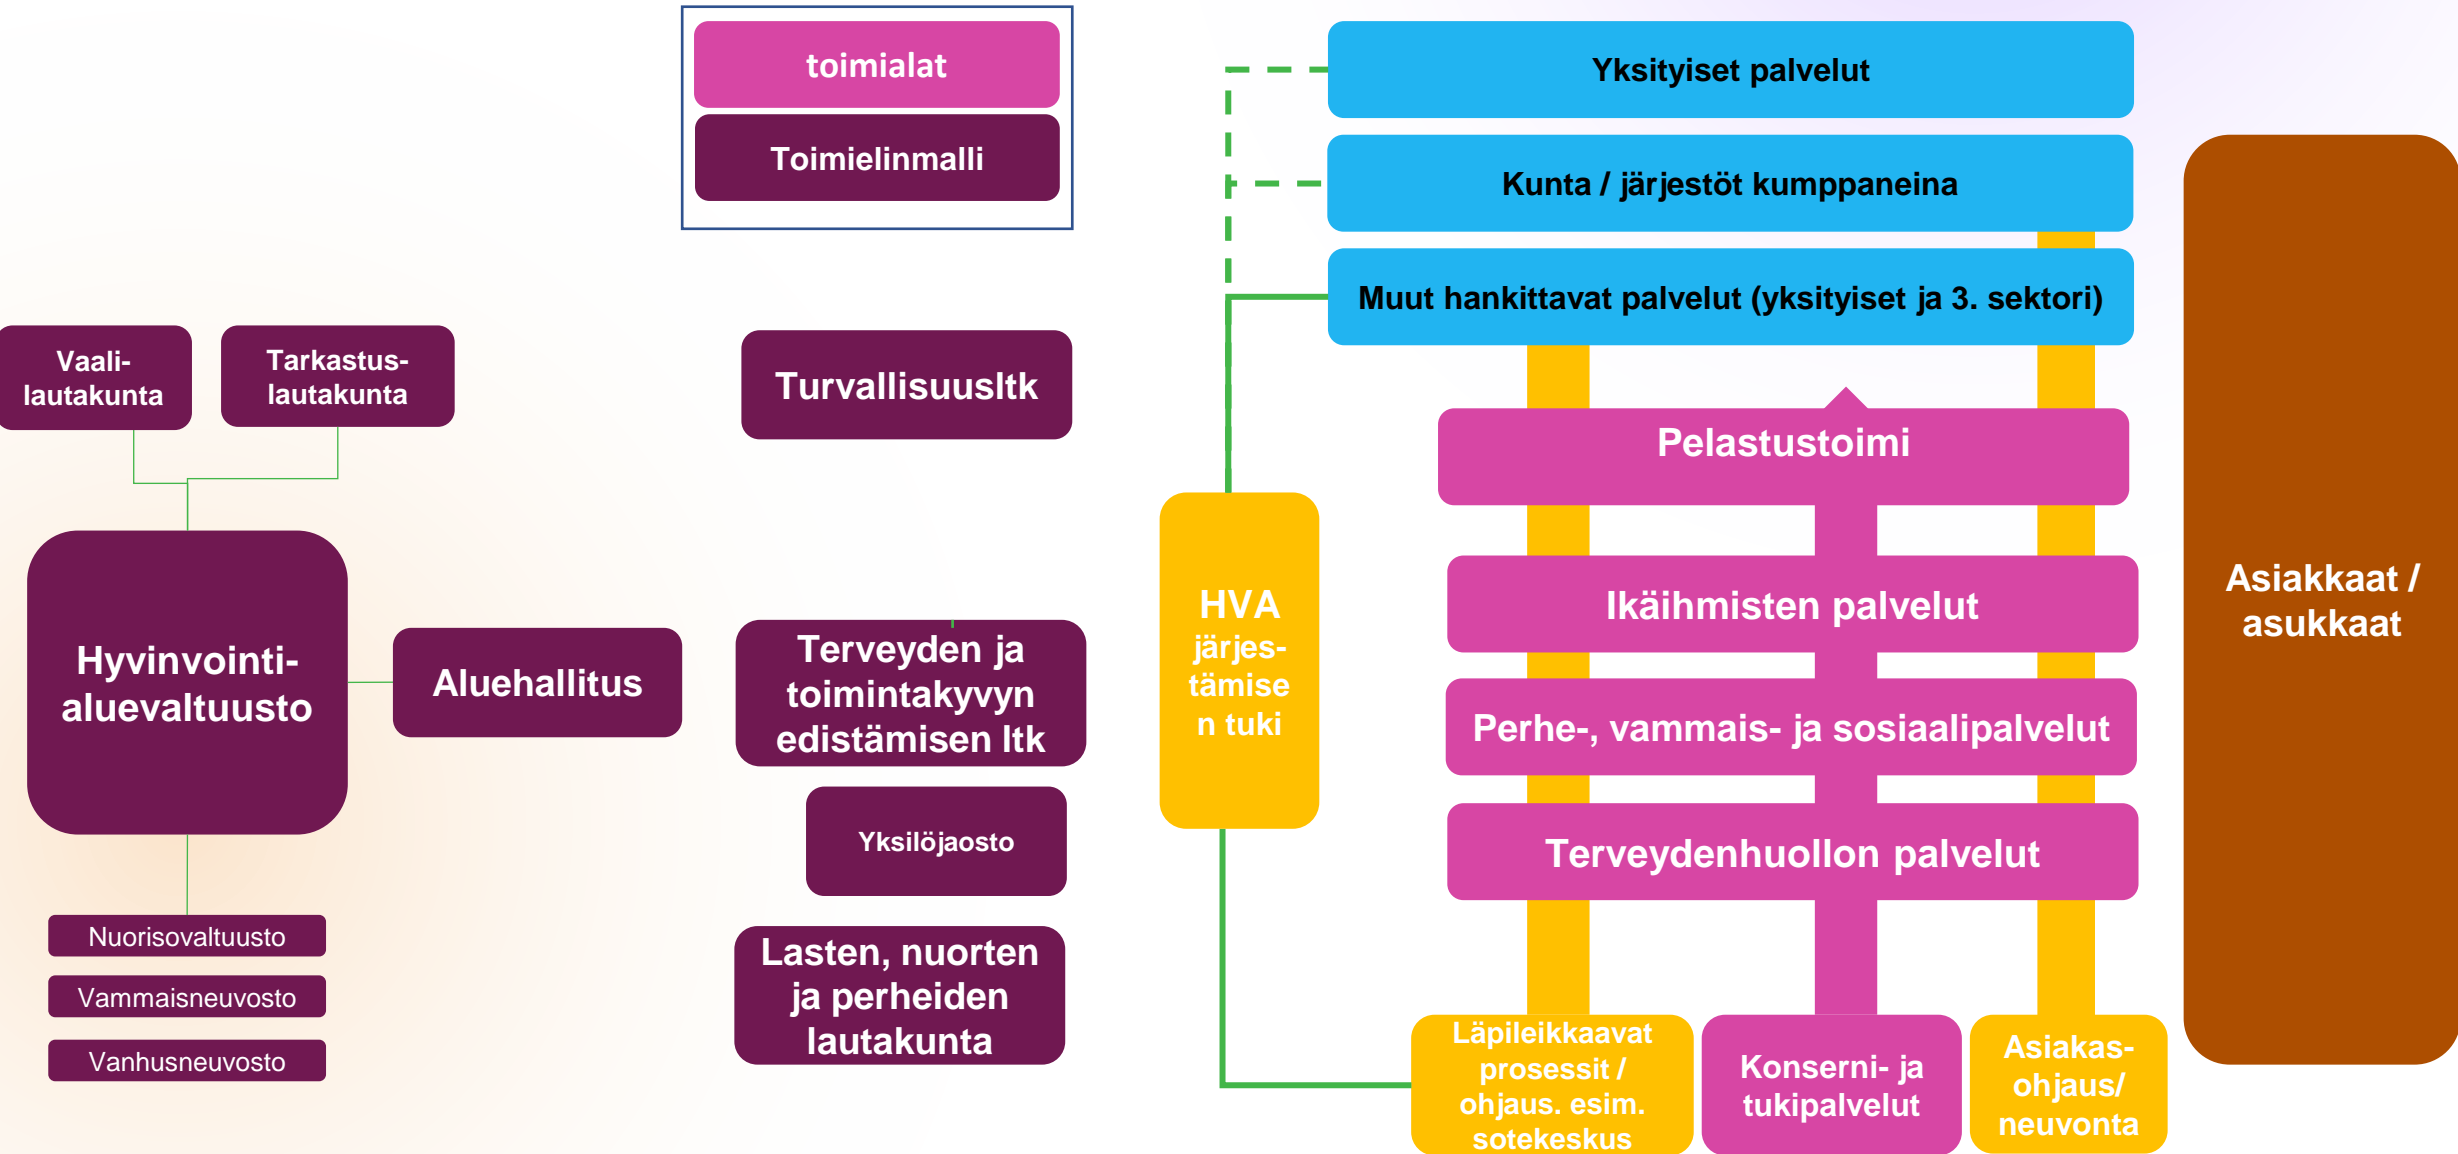 toimialat
Toimielinmalli
Vaali-
lautakunta
Tarkastus-
lautakunta
Hyvinvointi-
aluevaltuusto
Aluehallitus
Nuorisovaltuusto
Vammaisneuvosto
Vanhusneuvosto
Turvallisuusltk
Terveyden ja
toimintakyvyn
edistämisen ltk
Yksilöjaosto
Lasten, nuorten
ja perheiden
lautakunta
HVA
järjes-
tämise
n tuki
Yksityiset palvelut
Kunta / järjestöt kumppaneina
Muut hankittavat palvelut (yksityiset ja 3. sektori)
Pelastustoimi
Ikäihmisten palvelut
Perhe-, vammais- ja sosiaalipalvelut
Terveydenhuollon palvelut
Läpileikkaavat
prosessit /
ohjaus. esim.
sotekeskus
Konserni- ja
tukipalvelut
Asiakas-
ohjaus/
neuvonta
Asiakkaat /
asukkaat